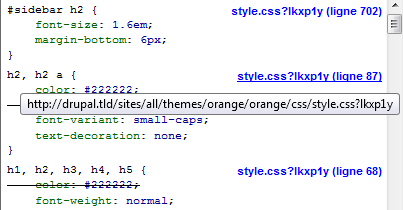 #sidebar h2 { style.css?lkxp1y (ligne 702)
font-size: 1.6em;
margin-bottom: 6px;
}
h2, h2 a { style.css?lkxp1y (ligne 87)
color: #222222;
http://drupal.tld/sites/all/themes/orange/orange/css/style.css?lkxp1y
font-variant: small-caps;
text-decoration: none;
}
h1, h2, h3, h4, h5 { style.css?lkxp1y (ligne 68)
color: #222222;
font-weight: normal;